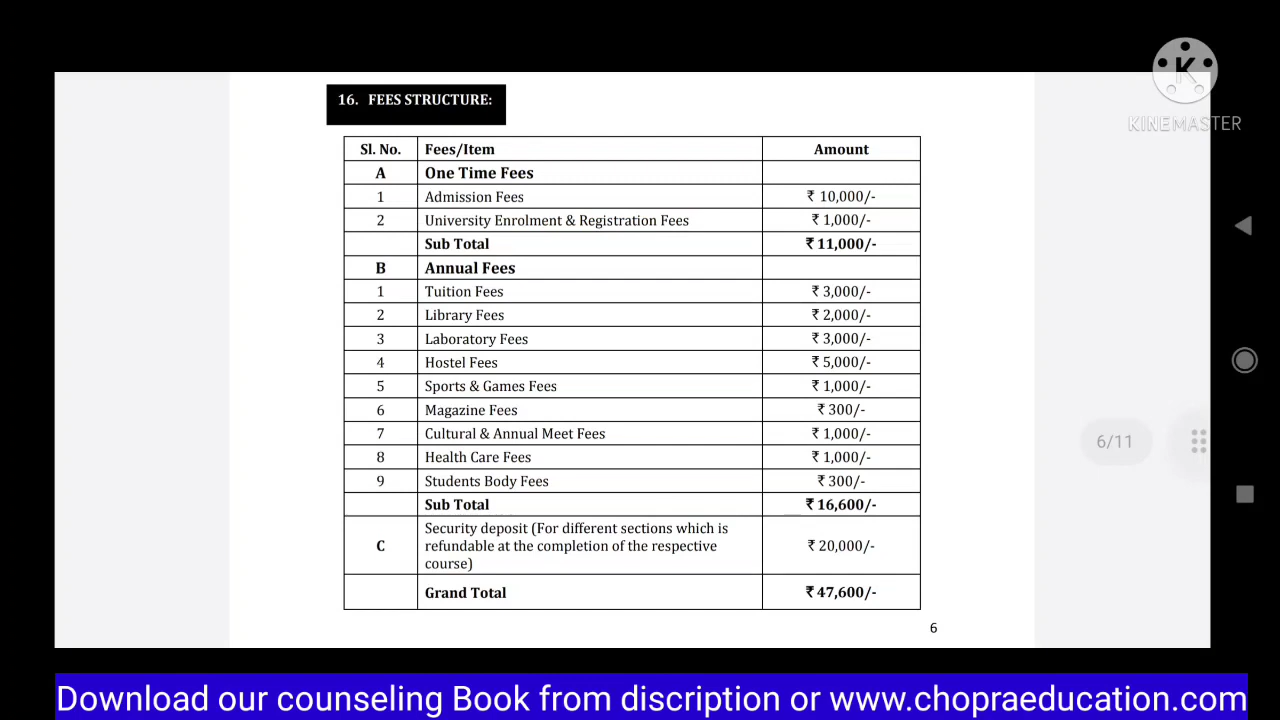 K
KINEMASTER
16. FEES STRUCTURE:
Sl. No. Fees/Item Amount
A One Time Fees
1 Admission Fees ₹ 10,000/-
2 University Enrolment & Registration Fees ₹ 1,000/-
Sub Total ₹ 11,000/-
B Annual Fees
1 Tuition Fees ₹ 3,000/-
2 Library Fees ₹ 2,000/-
3 Laboratory Fees ₹ 3,000/-
4 Hostel Fees ₹ 5,000/-
5 Sports & Games Fees ₹ 1,000/-
6 Magazine Fees ₹ 300/-
7 Cultural & Annual Meet Fees ₹ 1,000/-
8 Health Care Fees ₹ 1,000/-
9 Students Body Fees ₹ 300/-
Sub Total ₹ 16,600/-
C Security deposit (For different sections which is
refundable at the completion of the respective
course) ₹ 20,000/-
Grand Total ₹ 47,600/-
6/11
6
Download our counseling Book from discription or www.chopraeducation.com